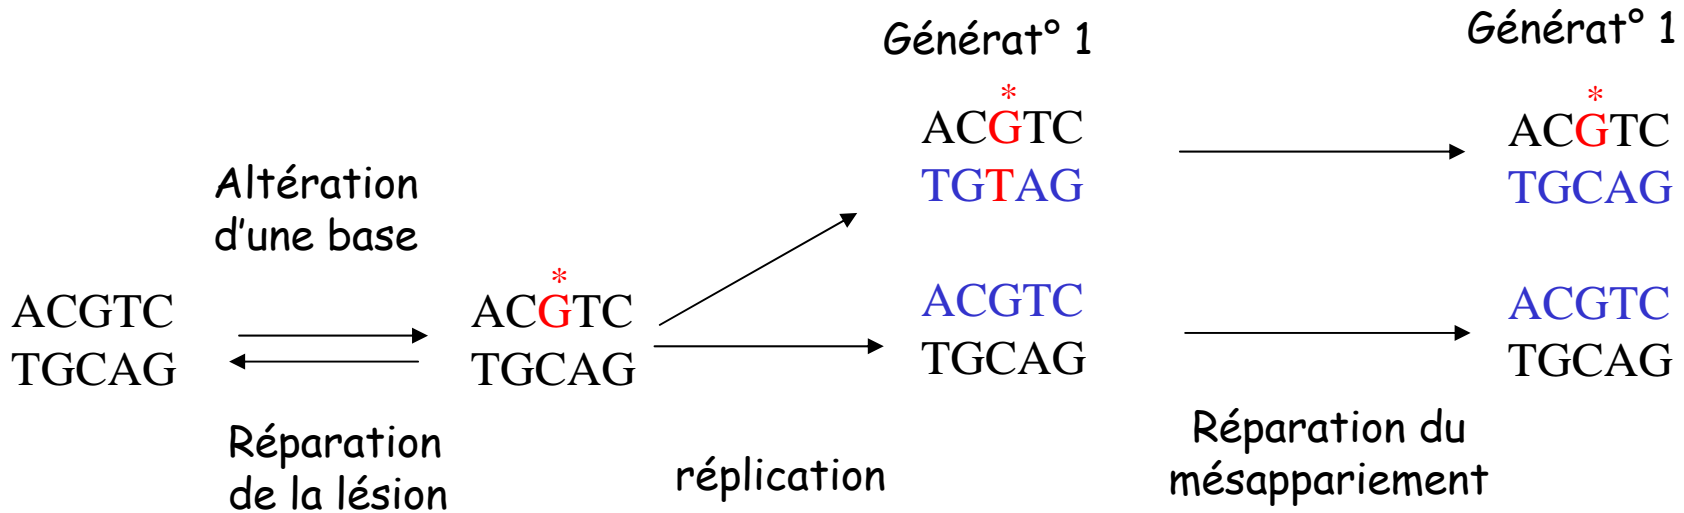 Générat° 1
Générat° 1
*
ACGTC
TGTAG
*
ACGTC
TGCAG
Altération
d'une base
ACGTC
TGCAG
*
ACGTC
TGCAG
ACGTC
TGCAG
ACGTC
TGCAG
Réparation
de la lésion
réplication
Réparation du
mésappariement